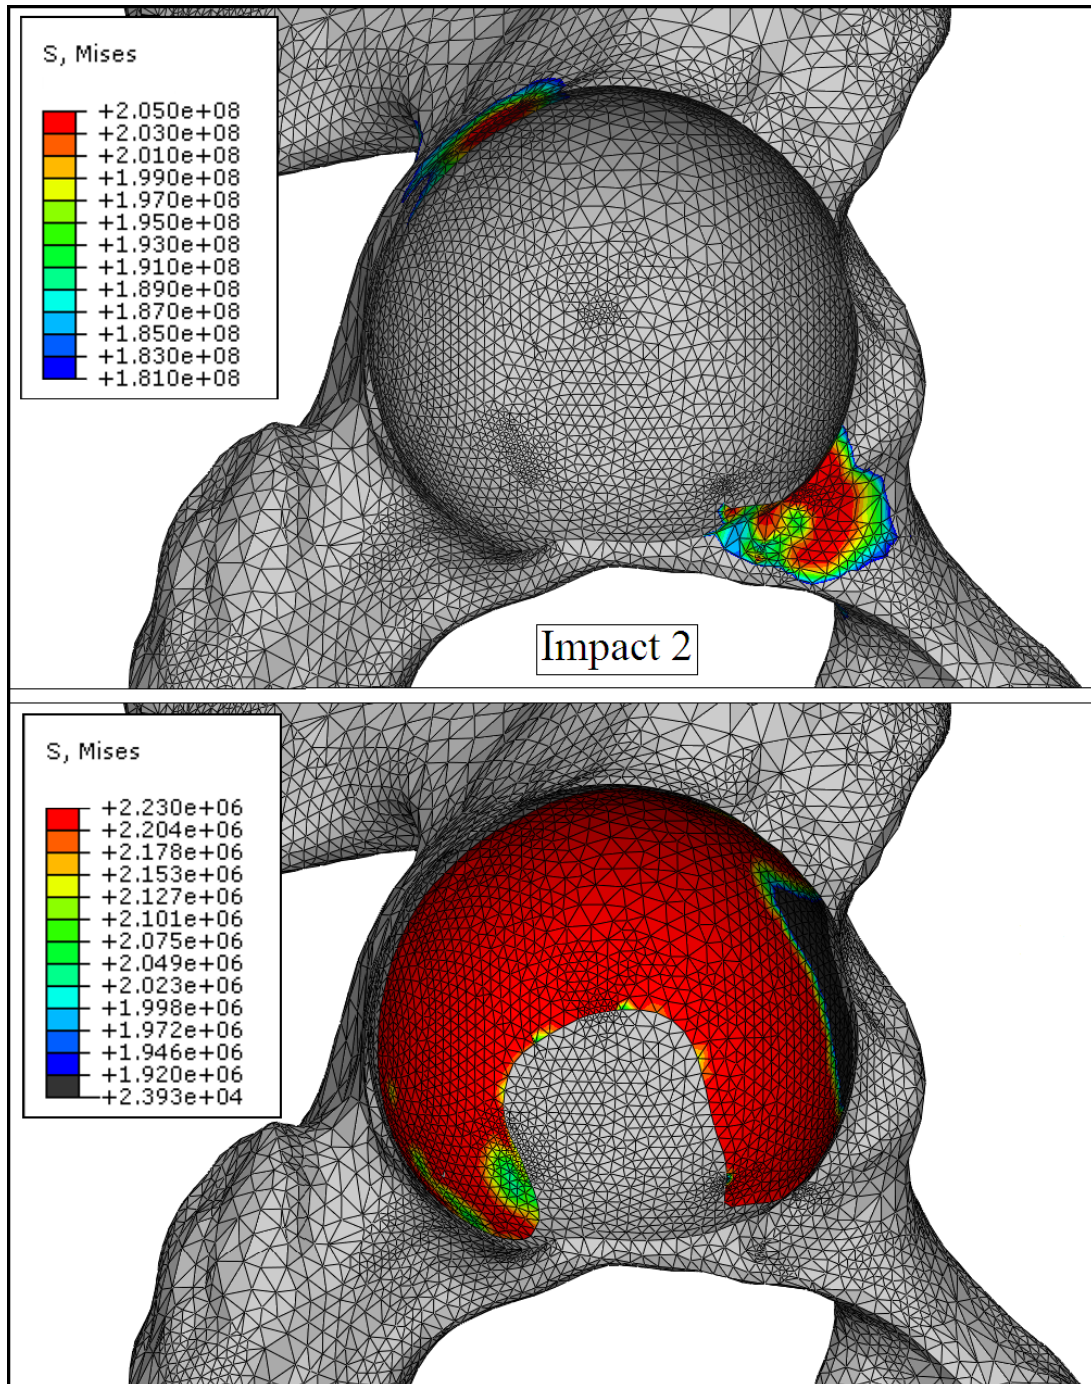 S, Mises
+2.050e+08
+2.030e+08
+2.010e+08
+1.990e+08
+1.970e+08
+1.950e+08
+1.930e+08
+1.910e+08
+1.890e+08
+1.870e+08
+1.850e+08
+1.830e+08
+1.810e+08
Impact 2
S, Mises
+2.230e+06
+2.204e+06
+2.178e+06
+2.153e+06
+2.127e+06
+2.101e+06
+2.075e+06
+2.049e+06
+2.023e+06
+1.998e+06
+1.972e+06
+1.946e+06
+1.920e+06
+2.393e+04